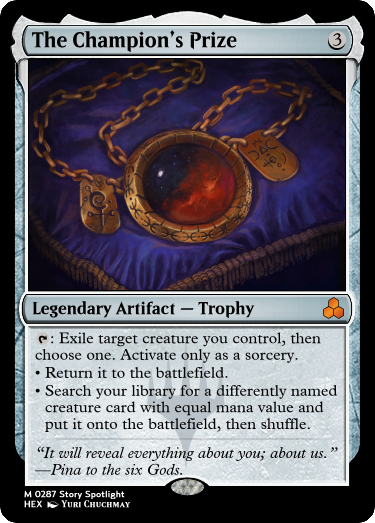 The Champion's Prize 3
Legendary Artifact — Trophy
: Exile target creature you control, then
choose one. Activate only as a sorcery.
• Return it to the battlefield.
• Search your library for a differently named
creature card with equal mana value and
put it onto the battlefield, then shuffle.
“It will reveal everything about you; about us.”
—Pina to the six Gods.
M 0287 Story Spotlight
HEX Yuri Chuchmay